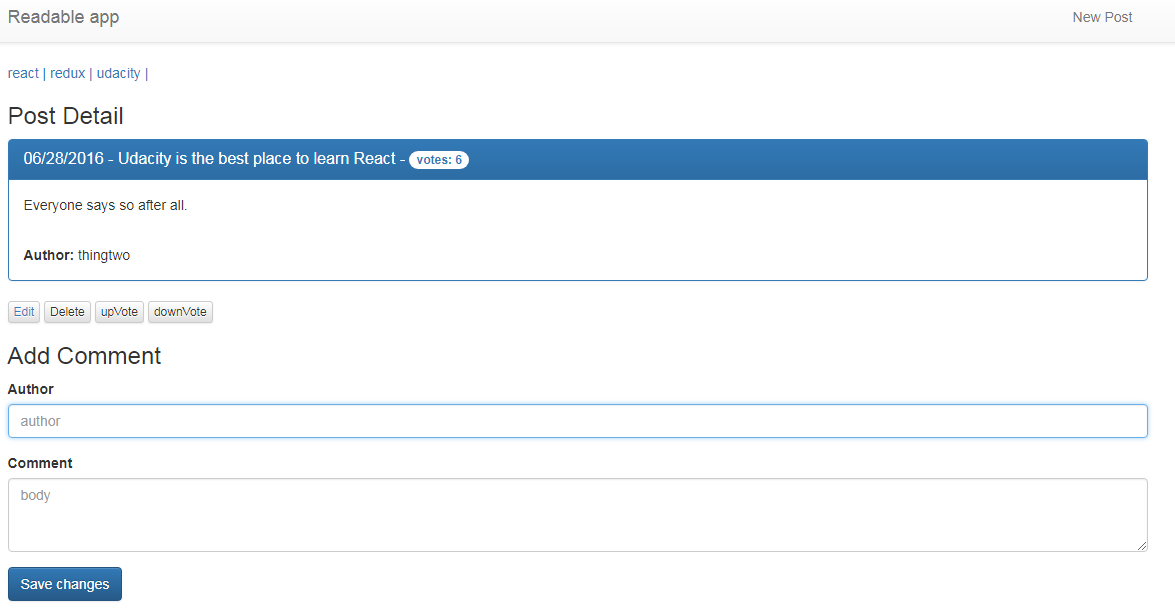 Readable app New Post
react | redux | udacity |
Post Detail
06/28/2016 - Udacity is the best place to learn React - votes: 6
Everyone says so after all.
Author: thingtwo
Edit Delete upVote downVote
Add Comment
Author
author
Comment
body
Save changes